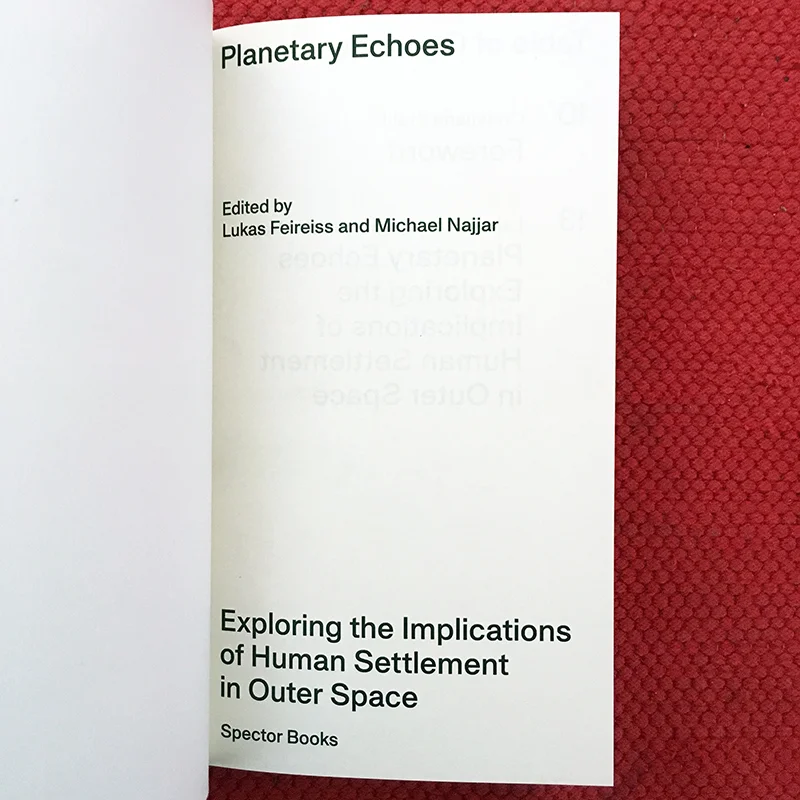 Planetary Echoes
Edited by
Lukas Feireiss and Michael Najjar
Exploring the Implications
of Human Settlement
in Outer Space
Spector Books